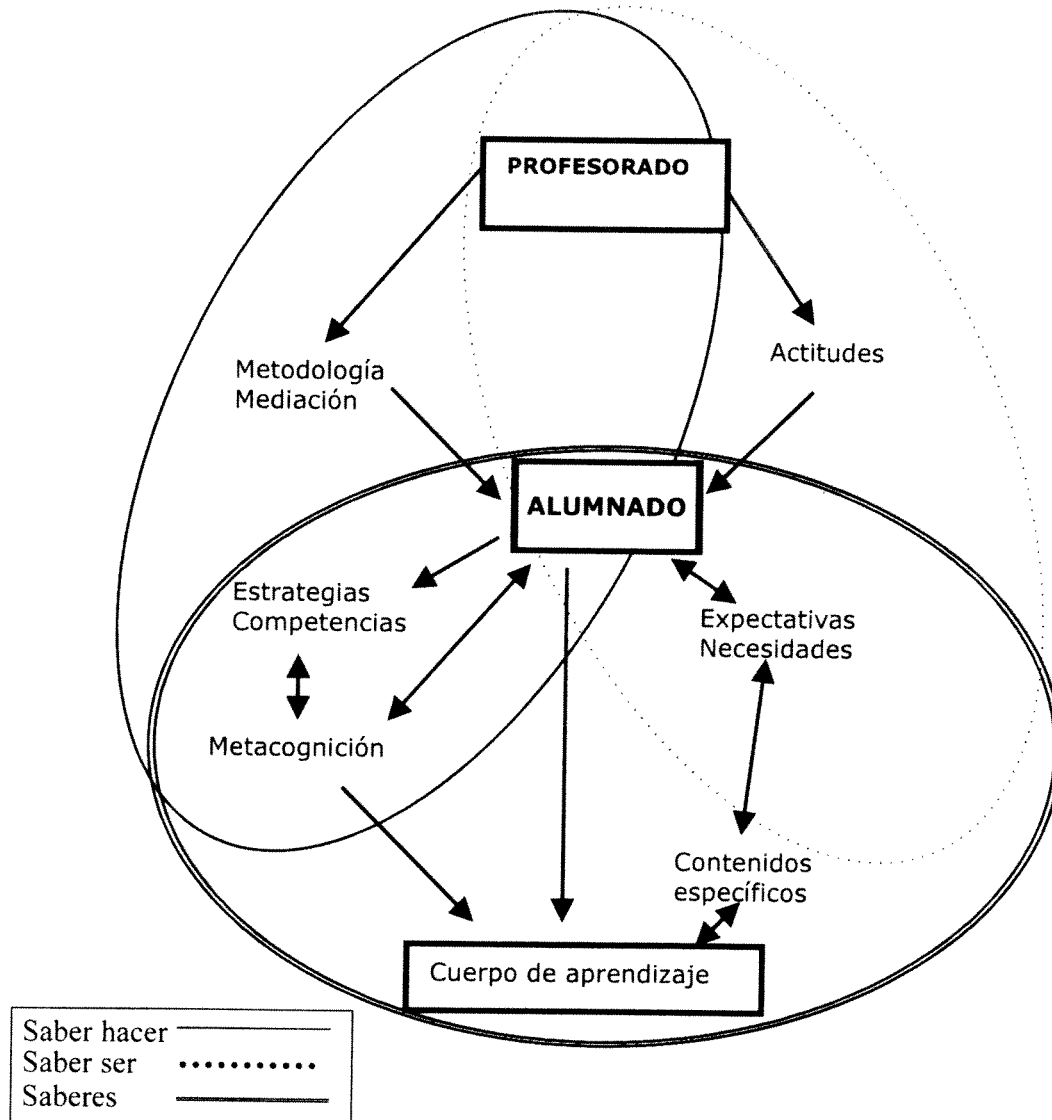 PROFESORADO
Metodología
Mediación
Actitudes
ALUMNADO
Estrategias
Competencias
Expectativas
Necesidades
Metacognición
Contenidos
específicos
Cuerpo de aprendizaje
Saber hacer
Saber ser
Saberes